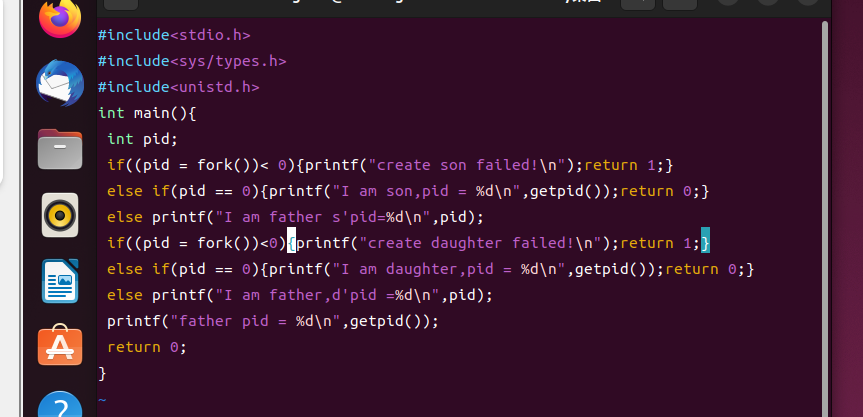 #include<stdio.h>
#include<sys/types.h>
#include<unistd.h>
int main(){
 int pid;
 if((pid = fork())< 0){printf("create son failed!\n");return 1;}
 else if(pid == 0){printf("I am son,pid = %d\n",getpid());return 0;}
 else printf("I am father s'pid=%d\n",pid);
 if((pid = fork())<0){printf("create daughter failed!\n");return 1;}
 else if(pid == 0){printf("I am daughter,pid = %d\n",getpid());return 0;}
 else printf("I am father,d'pid =%d\n",pid);
 printf("father pid = %d\n",getpid());
 return 0;
}
~